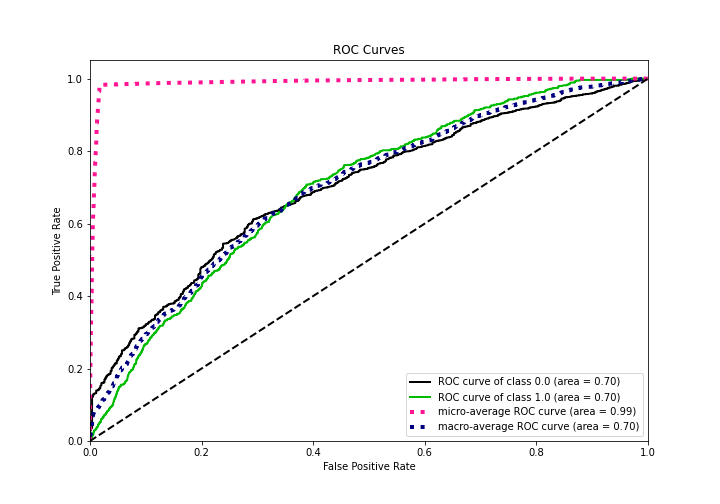 ROC Curves
True Positive Rate
1.0
0.8
0.6
0.4
0.2
0.0
0.0 0.2 0.4 0.6 0.8 1.0
False Positive Rate
ROC curve of class 0.0 (area = 0.70)
ROC curve of class 1.0 (area = 0.70)
micro-average ROC curve (area = 0.99)
macro-average ROC curve (area = 0.70)